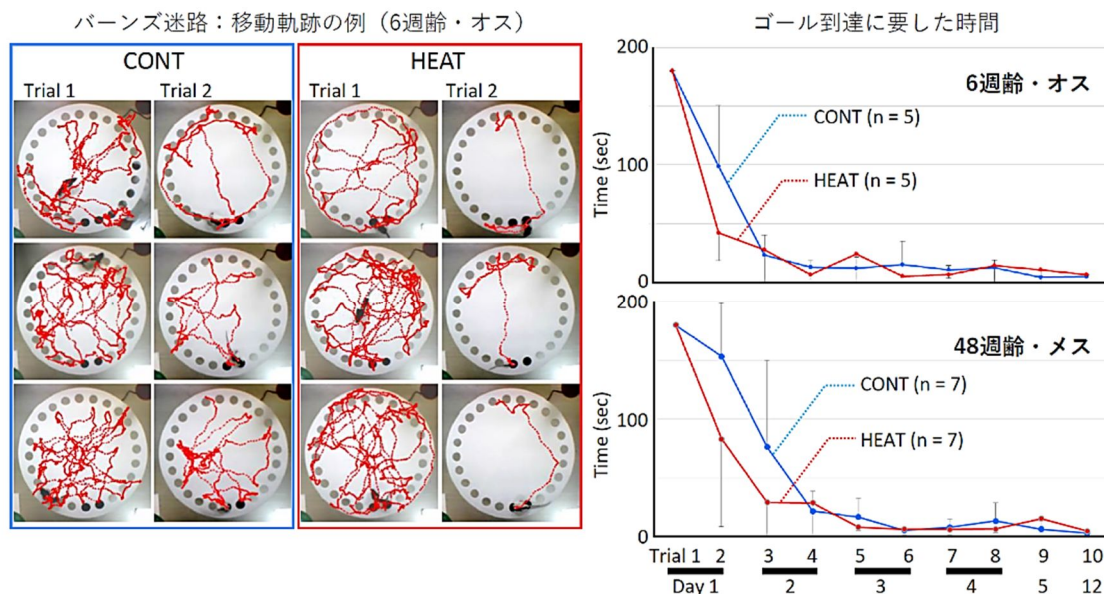 バーンズ迷路：移動軌跡の例（6週齢・オス）
CONT
HEAT
Trial 1
Trial 2
Trial 1
Trial 2
ゴール到達に要した時間
200
6週齢・オス
CONT (n = 5)
100
HEAT (n = 5)
Time (sec)
0
200
48週齢・メス
CONT (n = 7)
100
HEAT (n = 7)
Time (sec)
0
Trial 1 2 3 4 5 6 7 8 9 10
Day 1 2 3 4 5 12